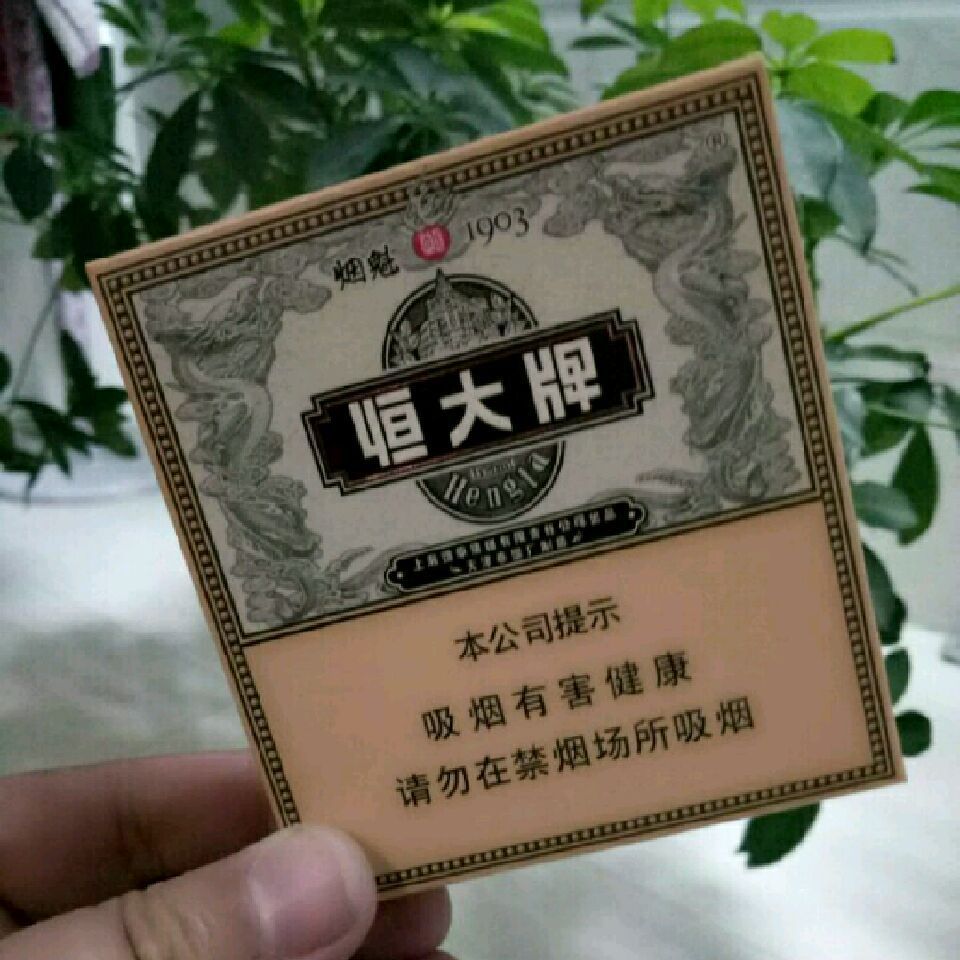 烟魁 1903
®
恒大牌
Hengda
本公司提示
吸烟有害健康
请勿在禁烟场所吸烟